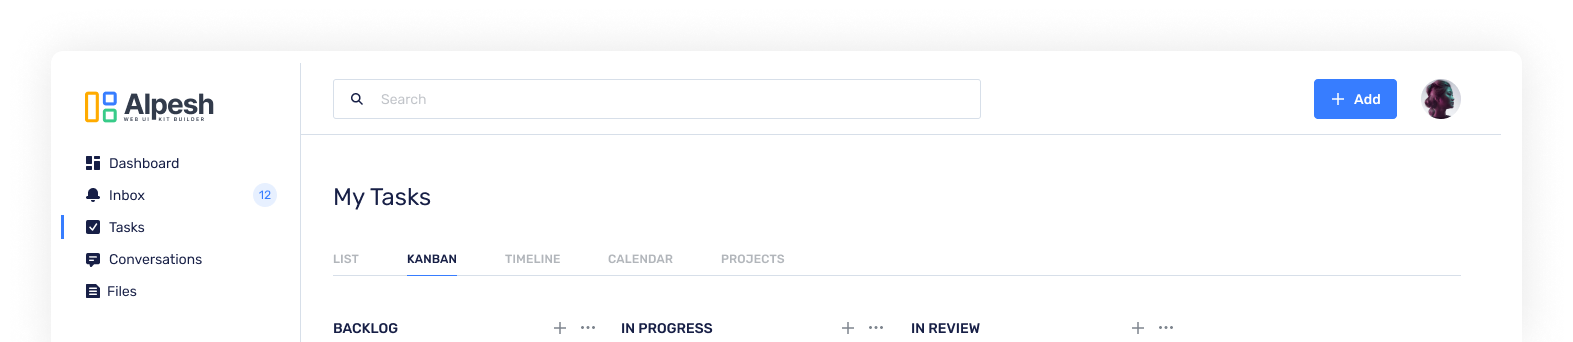 Alpesh
WEB UI KIT BUILDER
Dashboard
Inbox 12
Tasks
Conversations
Files
Search
Add
My Tasks
LIST KANBAN TIMELINE CALENDAR PROJECTS
BACKLOG IN PROGRESS IN REVIEW